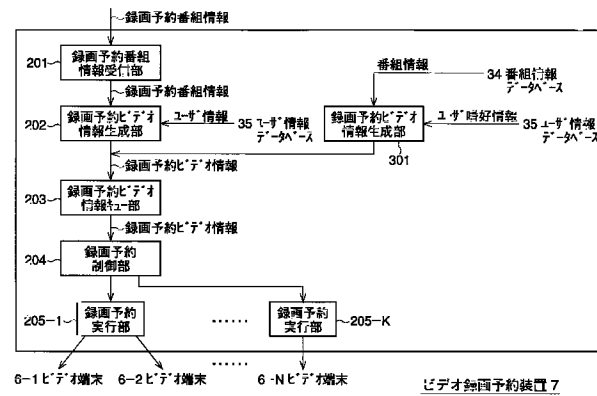 録画予約番組情報
201
録画予約番組
情報受信部
録画予約番組情報
番組情報
34 番組情報
データベース
202
録画予約ビデオ
情報生成部
ユーザ情報
35 ユーザ情報
データベース
録画予約ビデオ
情報生成部
301
ユーザ嗜好情報
35 ユーザ情報
データベース
録画予約ビデオ情報
203
録画予約ビデオ
情報キュー部
録画予約ビデオ情報
204
録画予約
制御部
205-1
録画予約
実行部
……
録画予約
実行部
205-K
……
6-1 ビデオ端末
6-2 ビデオ端末
6-N ビデオ端末
ビデオ録画予約装置 7